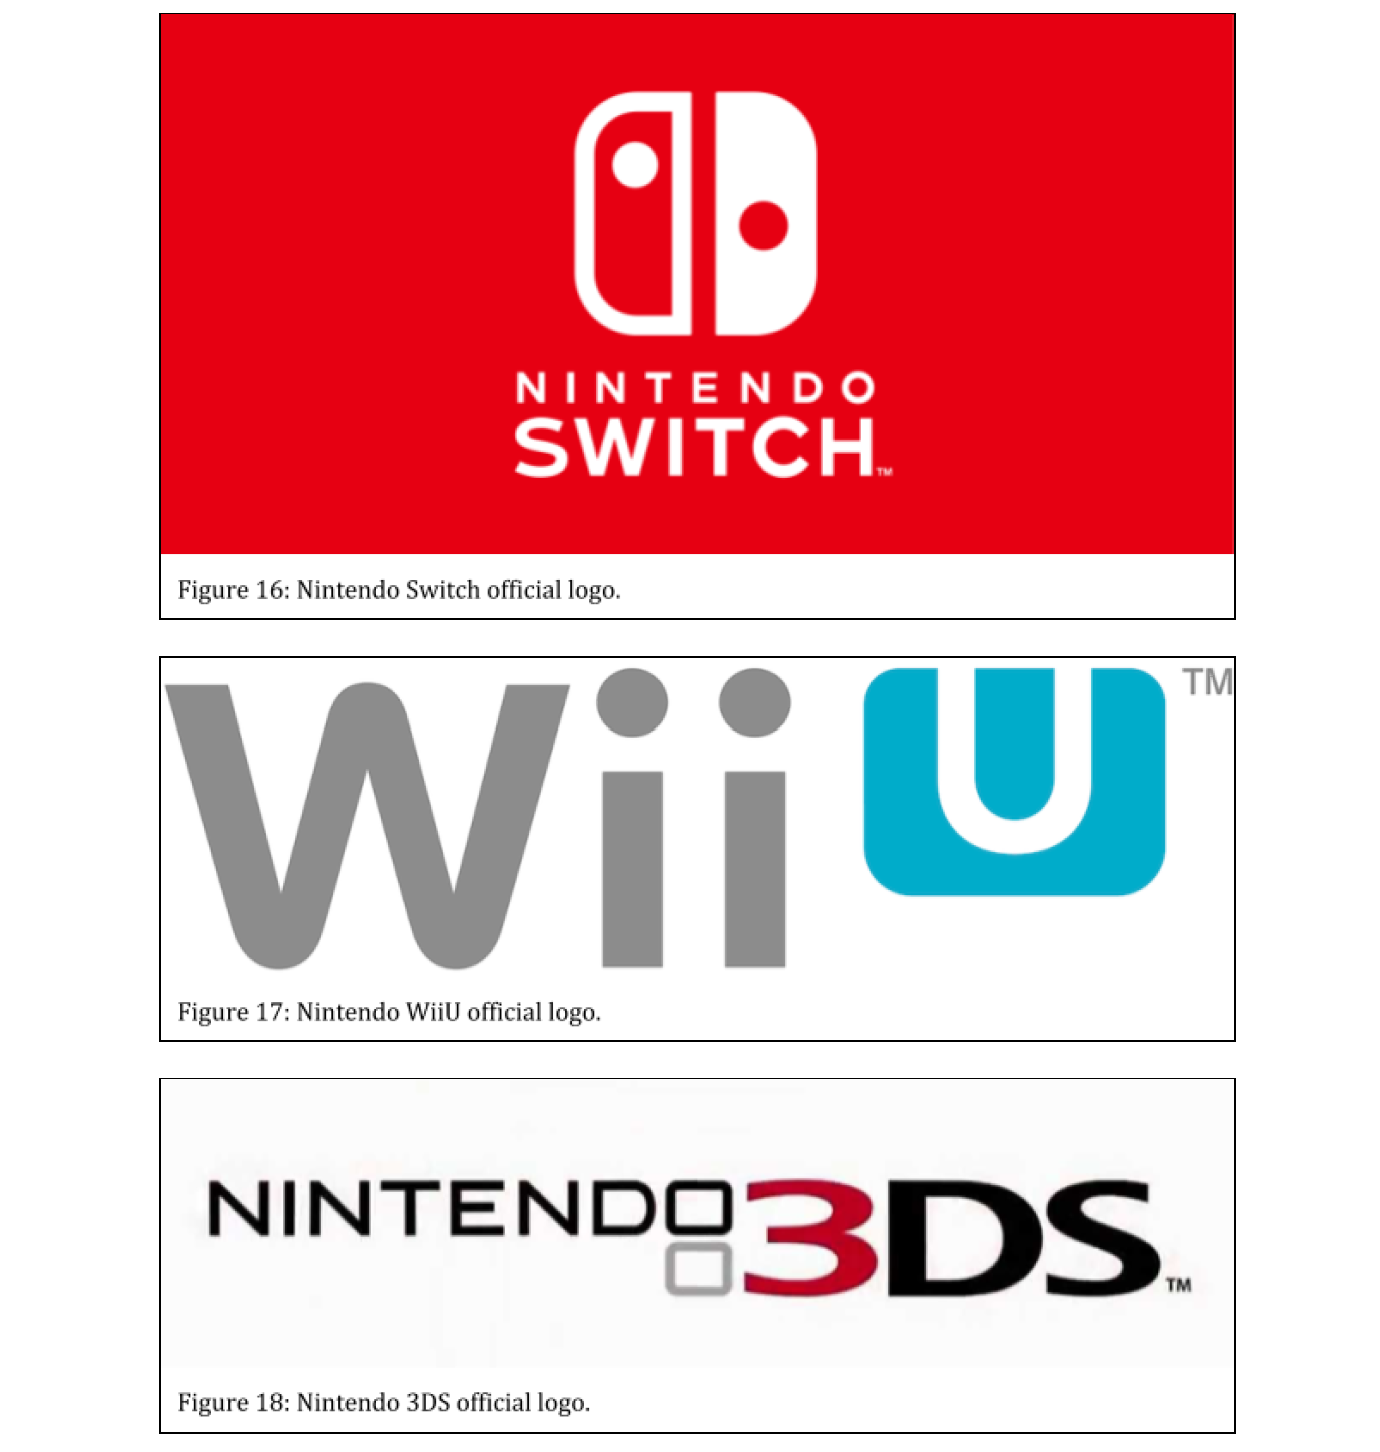 NINTENDO
SWITCH™
Figure 16: Nintendo Switch official logo.
Wii U™
Figure 17: Nintendo WiiU official logo.
NINTENDO 3DS™
Figure 18: Nintendo 3DS official logo.